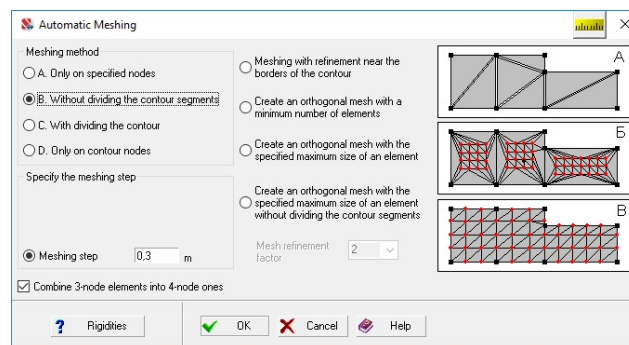 Automatic Meshing
Meshing method
A. Only on specified nodes
B. Without dividing the contour segments
C. With dividing the contour
D. Only on contour nodes
Specify the meshing step
Meshing step 0,3 m
Combine 3-node elements into 4-node ones
Meshing with refinement near the
borders of the contour
Create an orthogonal mesh with a
minimum number of elements
Create an orthogonal mesh with the
specified maximum size of an element
Create an orthogonal mesh with the
specified maximum size of an element
without dividing the contour segments
Mesh refinement
factor
2
А
Б
В
? Rigidities
OK
Cancel
Help